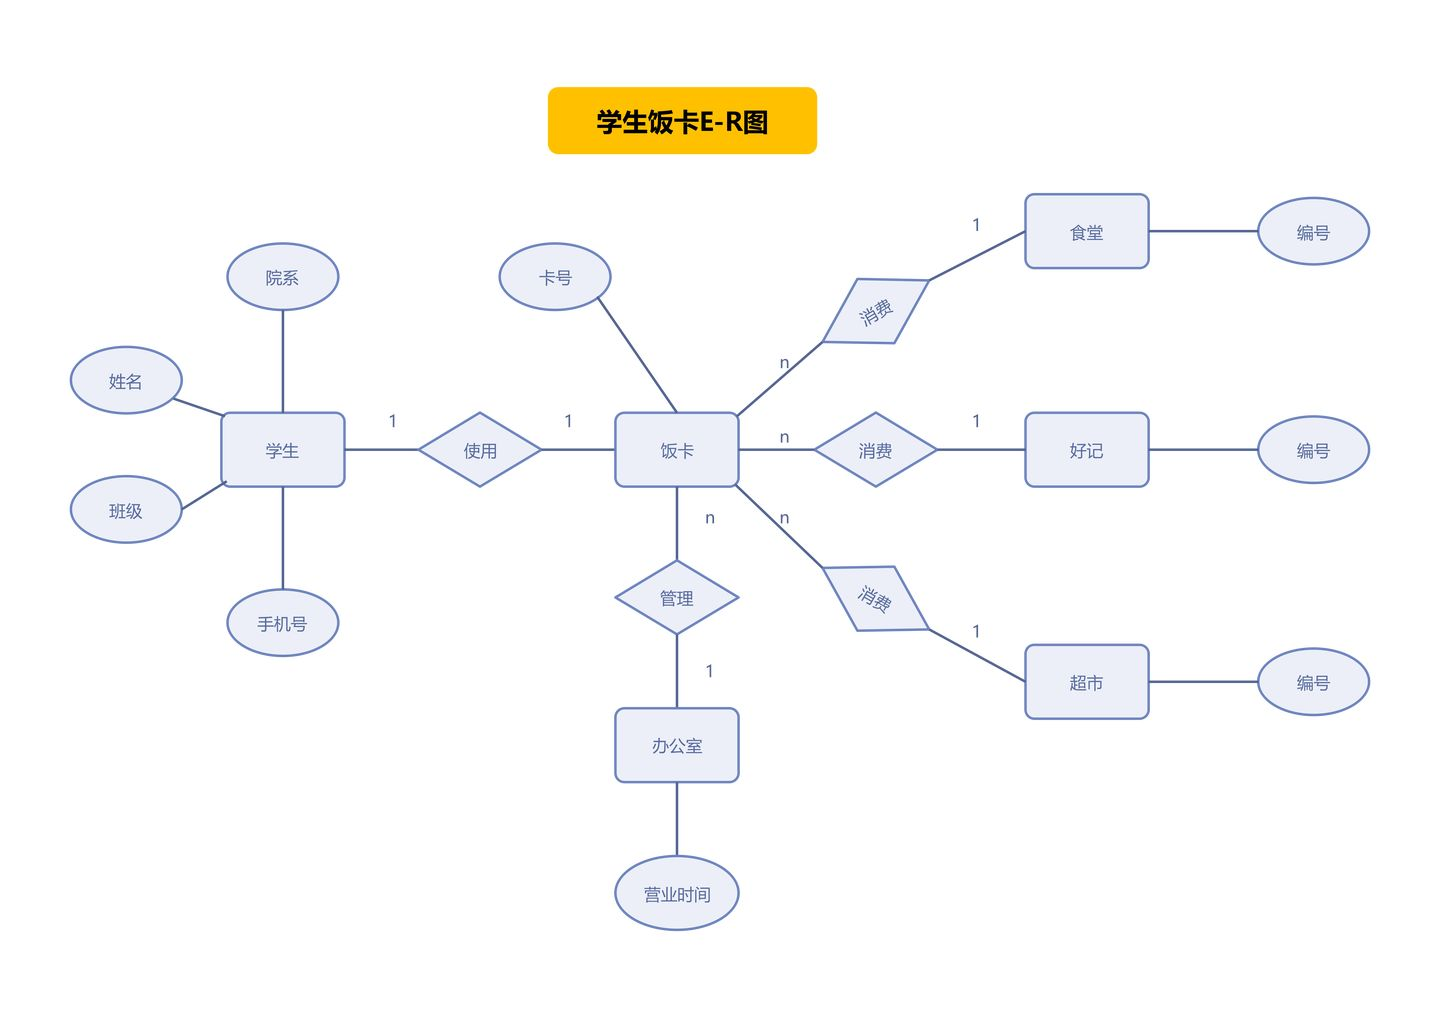 学生饭卡E-R图
1
食堂
编号
院系
卡号
消费
姓名
n
学生
1
使用
1
饭卡
n
消费
1
好记
编号
班级
n
n
手机号
管理
消费
1
1
超市
编号
办公室
营业时间